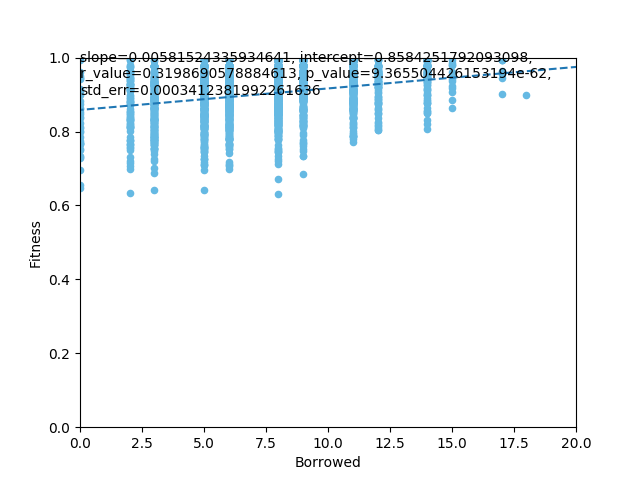 slope=0.00581524335934641, intercept=0.8584251792093098,
r_value=0.3198690578884613, p_value=9.365504426153194e-62,
std_err=0.0003412381992261636
1.0
0.8
0.6
0.4
0.2
0.0
Fitness
0.0 2.5 5.0 7.5 10.0 12.5 15.0 17.5 20.0
Borrowed